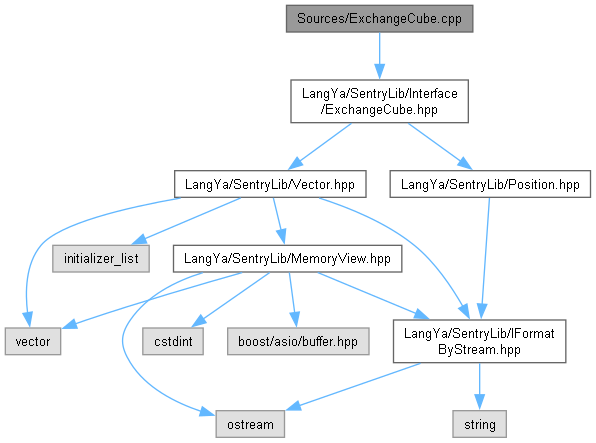 Sources/ExchangeCube.cpp
LangYa/SentryLib/Interface
/ExchangeCube.hpp
LangYa/SentryLib/Vector.hpp
LangYa/SentryLib/Position.hpp
initializer_list
LangYa/SentryLib/MemoryView.hpp
vector
cstdint
boost/asio/buffer.hpp
LangYa/SentryLib/IFormat
ByStream.hpp
ostream
string